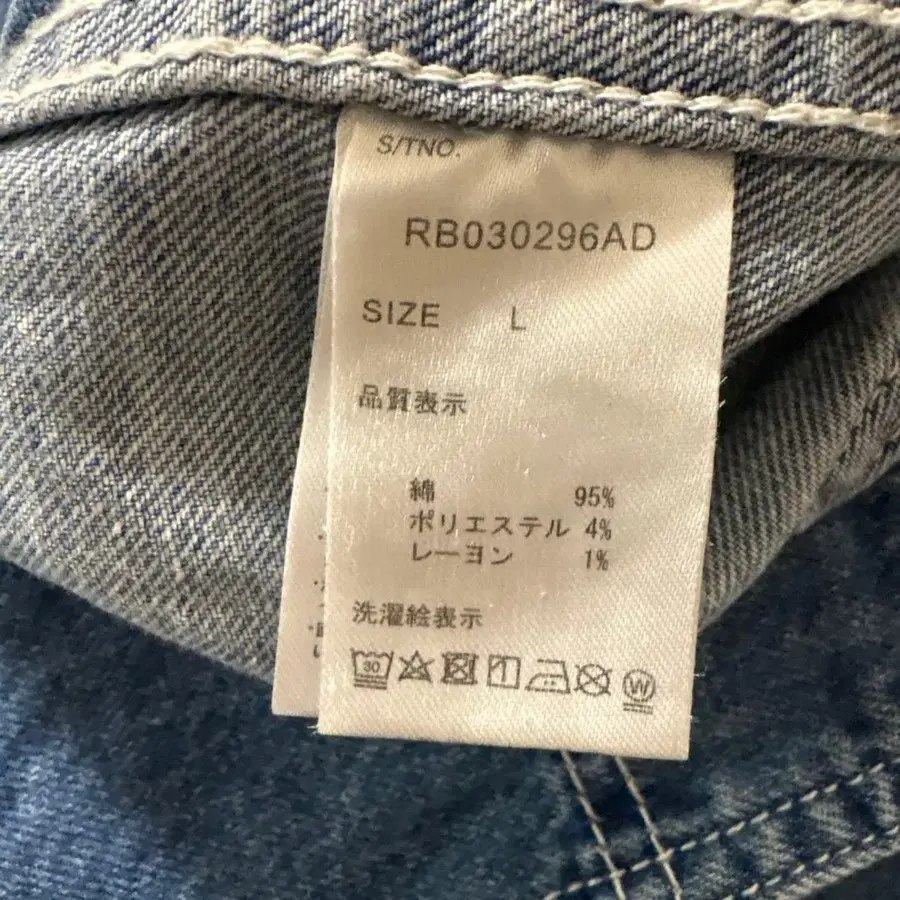 S/TNO.
RB030296AD
SIZE L
品質表示
綿 95%
ポリエステル 4%
レーヨン 1%
洗濯絵表示
30
W